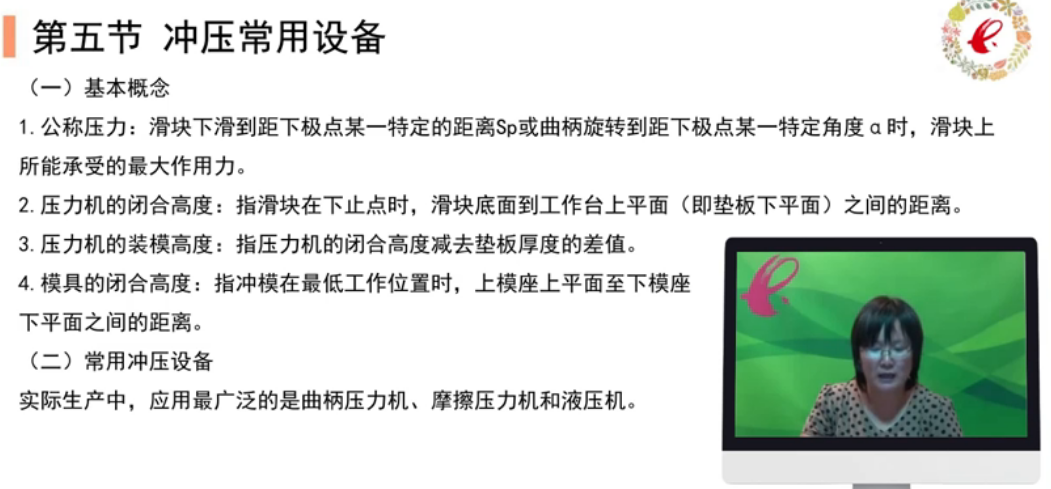 第五节 冲压常用设备
（一）基本概念
1.公称压力：滑块下滑到距下极点某一特定的距离Sp或曲柄旋转到距下极点某一特定角度α时，滑块上
所能承受的最大作用力。
2.压力机的闭合高度：指滑块在下止点时，滑块底面到工作台上平面（即垫板下平面）之间的距离。
3.压力机的装模高度：指压力机的闭合高度减去垫板厚度的差值。
4.模具的闭合高度：指冲模在最低工作位置时，上模座上平面至下模座
下平面之间的距离。
（二）常用冲压设备
实际生产中，应用最广泛的是曲柄压力机、摩擦压力机和液压机。